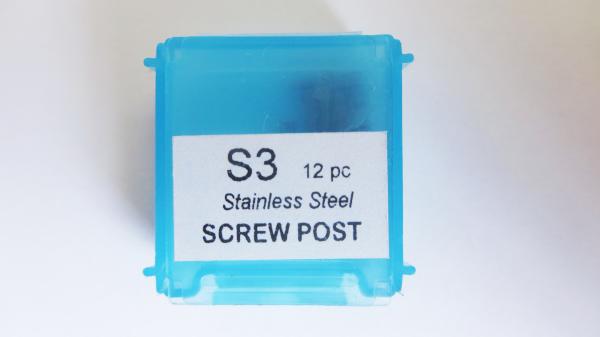 S3 12 pc
Stainless Steel
SCREW POST